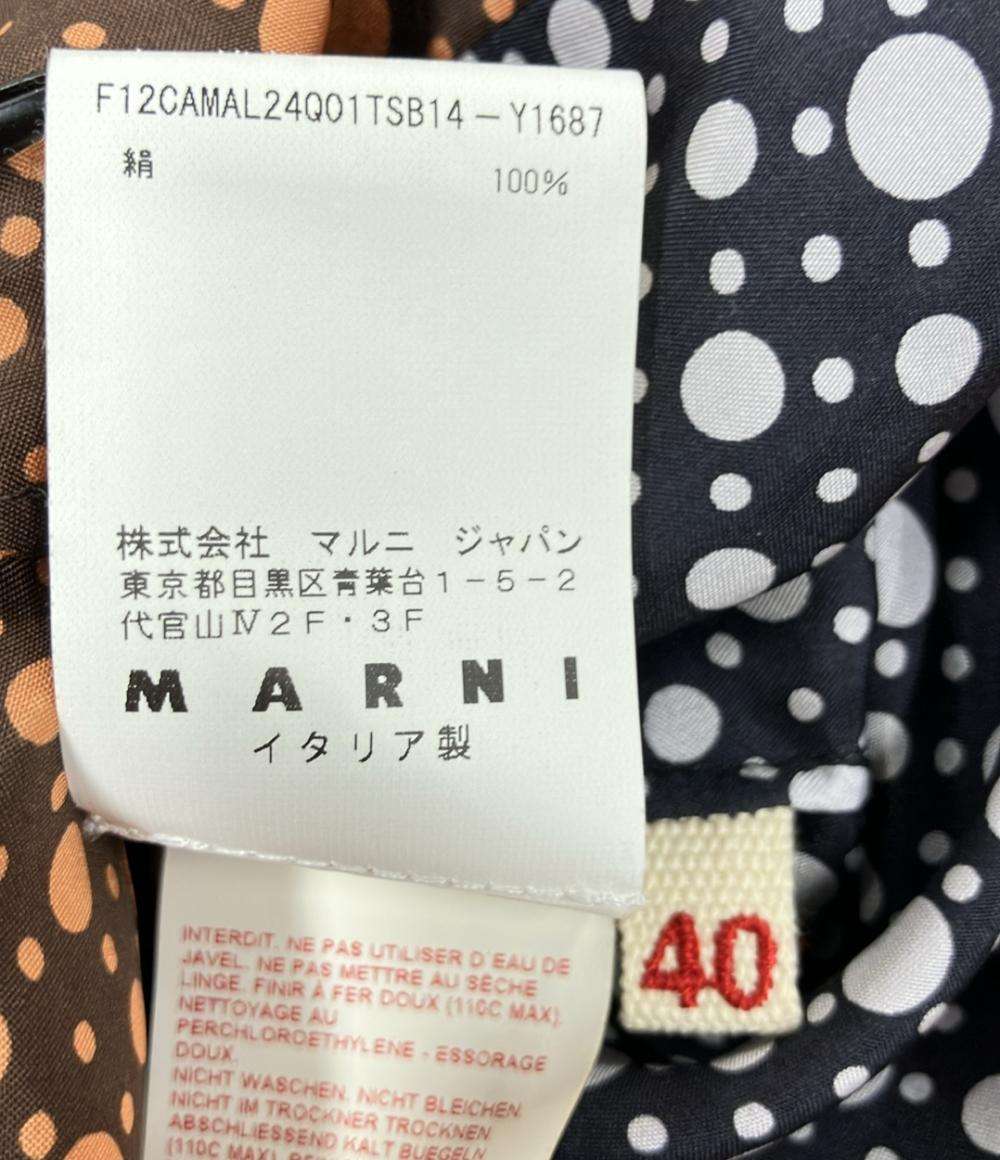 F12CAMAL24Q01TSB14－Y1687
絹 100%
株式会社 マルニ ジャパン
東京都目黒区青葉台1－5－2
代官山Ⅳ2F・3F
MARNI
イタリア製
40
INTERDIT. NE PAS UTILISER D EAU DE
JAVEL. NE PAS METTRE AU SÈCHE
LINGE. FINIR À FER DOUX (110C MAX).
NETTOYAGE AU
PERCHLOROETHYLENE - ESSORAGE
DOUX.
NICHT WASCHEN. NICHT BLEICHEN.
NICHT IM TROCKNER TROCKNEN.
ABSCHLIESSEND KALT BUEGELN
(110C MAX).